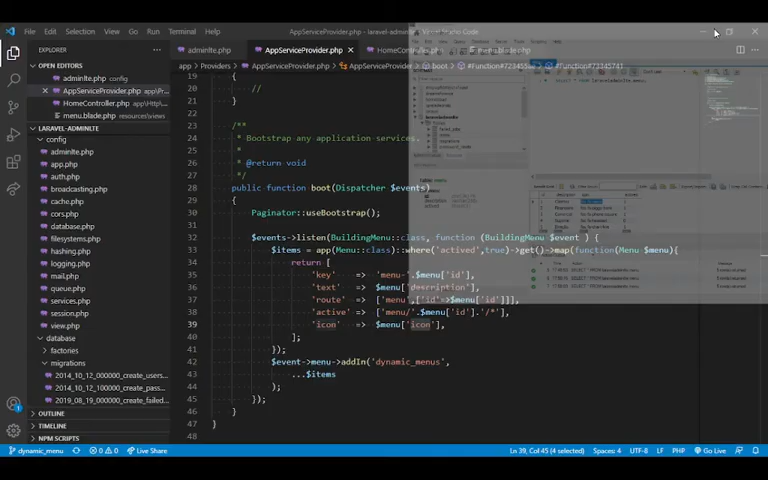 File Edit Selection View Go Run Terminal Help AppServiceProvider.php - laravel-adminlte - Visual Studio Code
EXPLORER
adminlte.php AppServiceProvider.php HomeController.php menu.blade.php
OPEN EDITORS
adminlte.php config
AppServiceProvider.php app\Providers
HomeController.php app\Http\...
menu.blade.php resources\views
LARAVEL-ADMINLTE
config
adminlte.php
app.php
auth.php
broadcasting.php
cache.php
cors.php
database.php
filesystems.php
hashing.php
logging.php
mail.php
queue.php
services.php
session.php
view.php
database
factories
migrations
2014_10_12_000000_create_users...
2014_10_12_100000_create_pass...
2019_08_19_000000_create_failed...
OUTLINE
TIMELINE
NPM SCRIPTS
app > Providers > AppServiceProvider.php > AppServiceProvider > boot >
19 {
20 //
21 }
22
23 /**
24 * Bootstrap any application services.
25 *
26 * @return void
27 */
28 public function boot(Dispatcher $events)
29 {
30 Paginator::useBootstrap();
31
32 $events->listen(BuildingMenu::class, function (BuildingMenu $event ) {
33 $items = app(Menu::class)::where('actived',true)->get()->map(function(Menu $menu){
34 return [
35 'key' => 'menu-'.$menu['id'],
36 'text' => $menu['description'],
37 'route' => ['menu',['id'=>$menu['id']]],
38 'active' => ['menu/'.$menu['id'].'/*'],
39 'icon' => $menu['icon'],
40 ];
41 });
42 $event->menu->addIn('dynamic_menus',
43 ...$items
44 );
45 });
46 }
47 }
48
dynamic_menu 0 0 Live Share Ln 39, Col 45 (4 selected) Spaces: 4 UTF-8 LF PHP Go Live